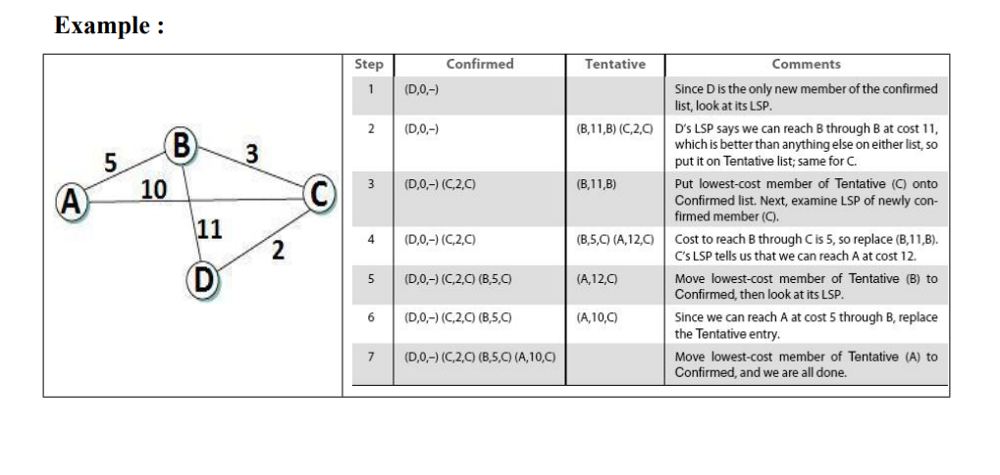 Example :
A
B
C
D
5
3
10
11
2
Step Confirmed Tentative Comments
1 (D,0,–) Since D is the only new member of the confirmed
list, look at its LSP.
2 (D,0,–) (B,11,B) (C,2,C) D's LSP says we can reach B through B at cost 11,
which is better than anything else on either list, so
put it on Tentative list; same for C.
3 (D,0,–) (C,2,C) (B,11,B) Put lowest-cost member of Tentative (C) onto
Confirmed list. Next, examine LSP of newly con-
firmed member (C).
4 (D,0,–) (C,2,C) (B,5,C) (A,12,C) Cost to reach B through C is 5, so replace (B,11,B).
C's LSP tells us that we can reach A at cost 12.
5 (D,0,–) (C,2,C) (B,5,C) (A,12,C) Move lowest-cost member of Tentative (B) to
Confirmed, then look at its LSP.
6 (D,0,–) (C,2,C) (B,5,C) (A,10,C) Since we can reach A at cost 5 through B, replace
the Tentative entry.
7 (D,0,–) (C,2,C) (B,5,C) (A,10,C) Move lowest-cost member of Tentative (A) to
Confirmed, and we are all done.